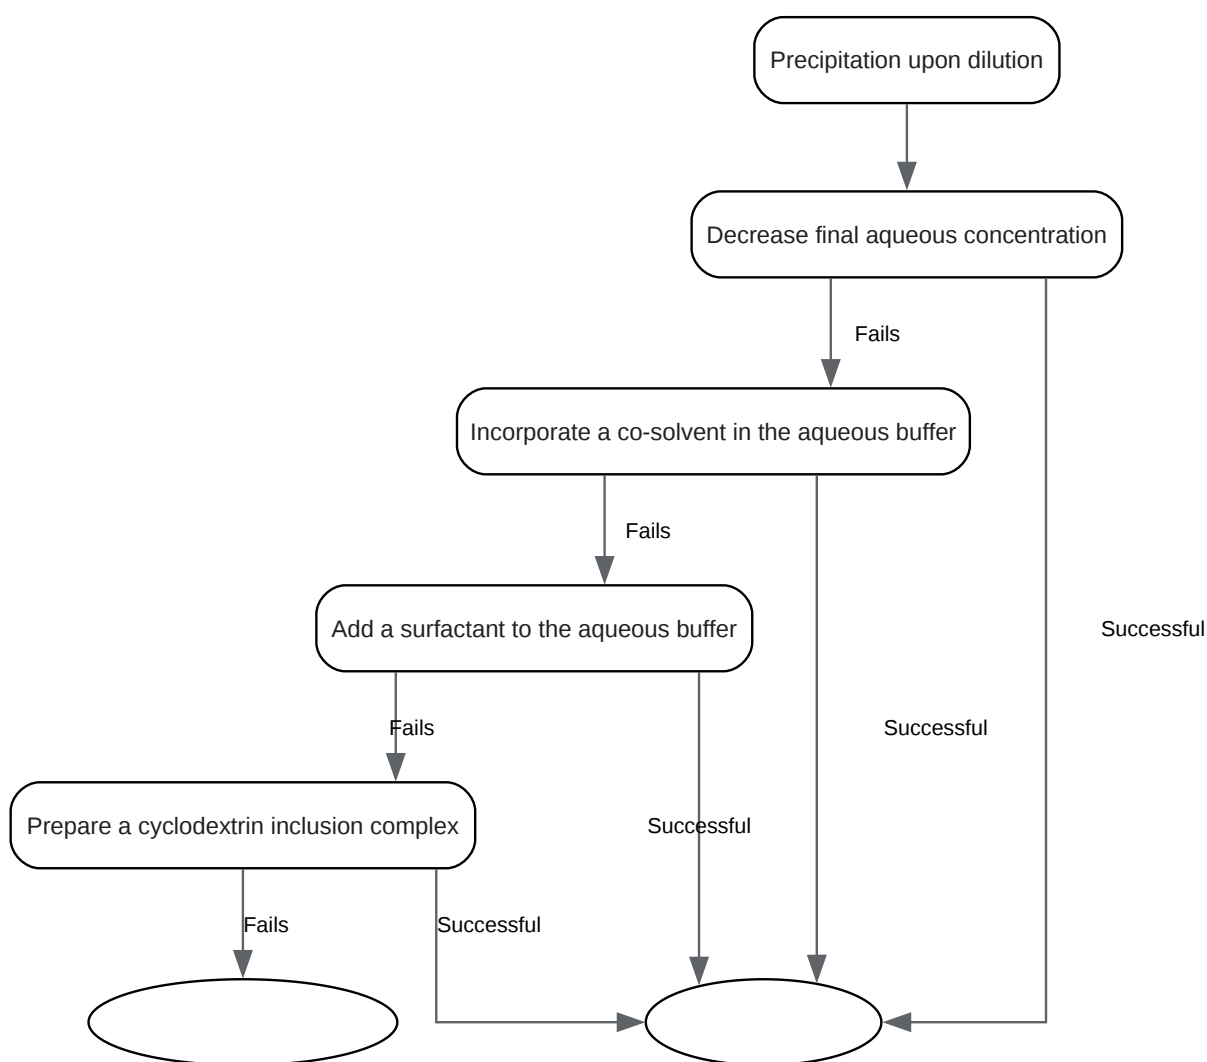 Precipitation upon dilution
Decrease final aqueous concentration
Fails
Incorporate a co-solvent in the aqueous buffer
Fails
Add a surfactant to the aqueous buffer
Successful
Fails
Successful
Prepare a cyclodextrin inclusion complex
Successful
Fails
Successful